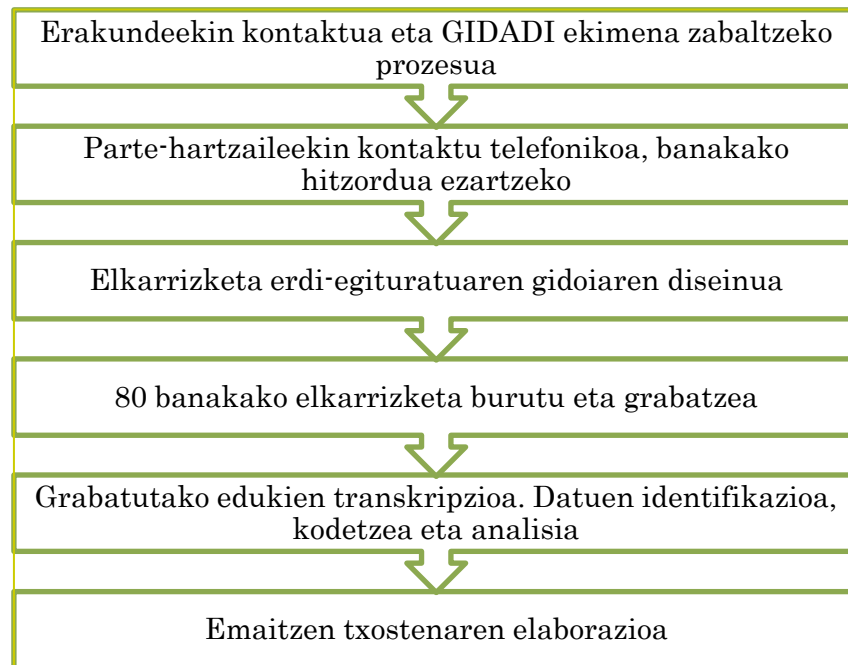 Erakundeekin kontaktua eta GIDADI ekimena zabaltzeko
prozesua
Parte-hartzaileekin kontaktu telefonikoa, banakako
hitzordua ezartzeko
Elkarrizketa erdi-egituratuaren gidoiaren diseinua
80 banakako elkarrizketa burutu eta grabatzea
Grabatutako edukien transkripzioa. Datuen identifikazioa,
kodetzea eta analisia
Emaitzen txostenaren elaborazioa